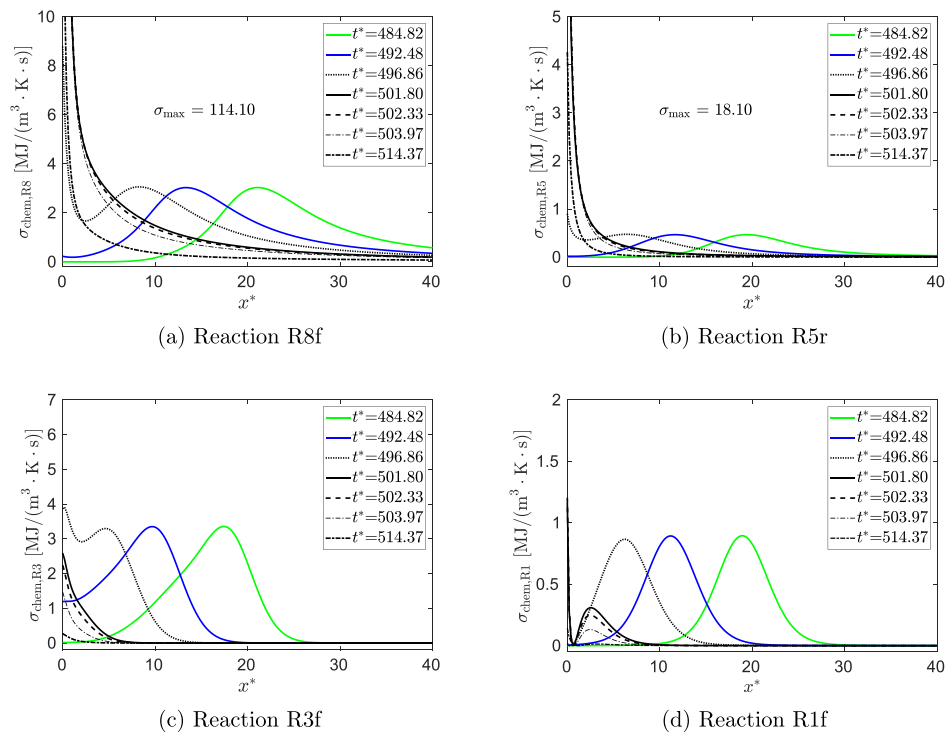 σchem,R8 [MJ/(m³ · K · s)]
10
8
6
4
2
0
t*=484.82
t*=492.48
t*=496.86
t*=501.80
t*=502.33
t*=503.97
t*=514.37
σmax = 114.10
0 10 20 30 40
x*
(a) Reaction R8f
σchem,R5 [MJ/(m³ · K · s)]
5
4
3
2
1
0
t*=484.82
t*=492.48
t*=496.86
t*=501.80
t*=502.33
t*=503.97
t*=514.37
σmax = 18.10
0 10 20 30 40
x*
(b) Reaction R5r
σchem,R3 [MJ/(m³ · K · s)]
7
6
5
4
3
2
1
0
t*=484.82
t*=492.48
t*=496.86
t*=501.80
t*=502.33
t*=503.97
t*=514.37
0 10 20 30 40
x*
(c) Reaction R3f
σchem,R1 [MJ/(m³ · K · s)]
2
1.5
1
0.5
0
t*=484.82
t*=492.48
t*=496.86
t*=501.80
t*=502.33
t*=503.97
t*=514.37
0 10 20 30 40
x*
(d) Reaction R1f